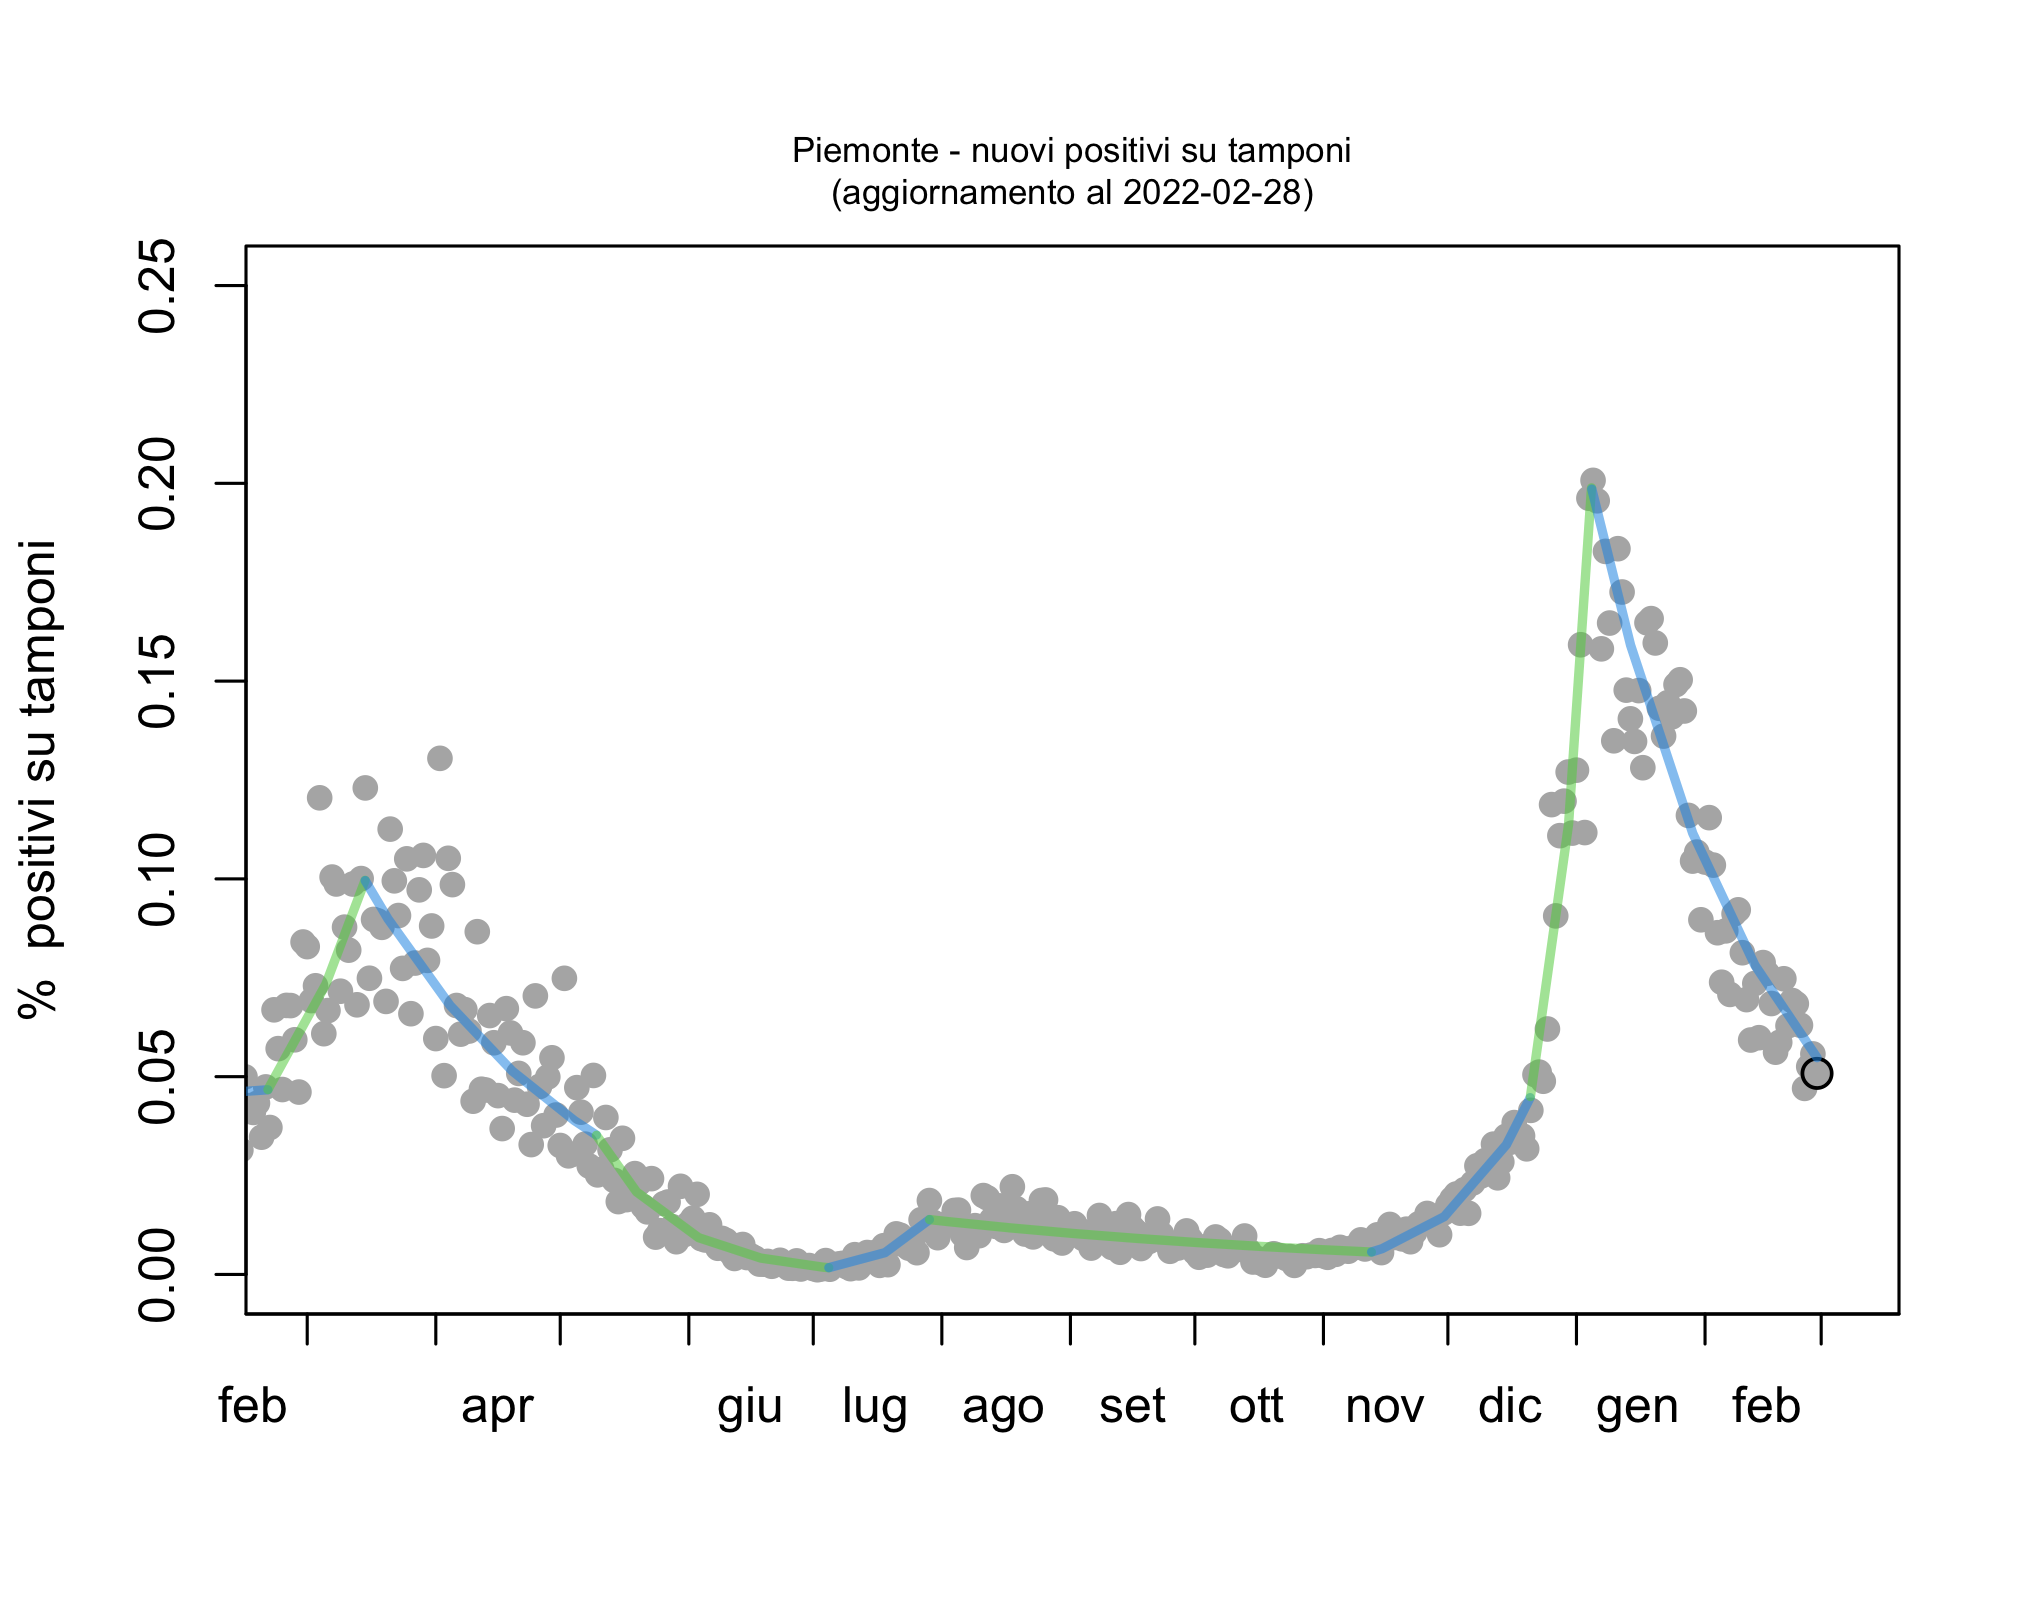 Piemonte - nuovi positivi su tamponi
(aggiornamento al 2022-02-28)
% positivi su tamponi
0.25
0.20
0.15
0.10
0.05
0.00
feb apr giu lug ago set ott nov dic gen feb